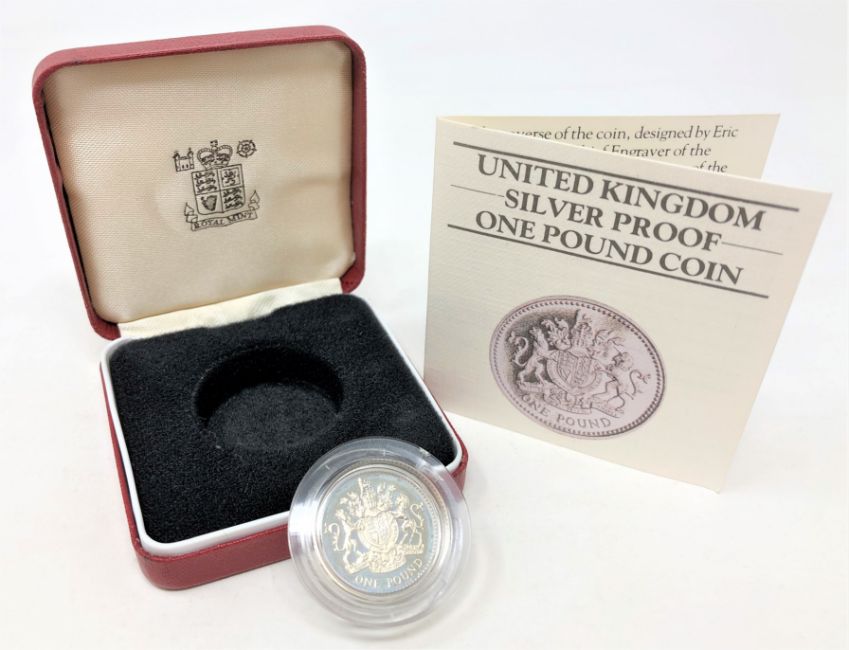 ROYAL MINT
verse of the coin, designed by Eric
Engraver of the
of the
UNITED KINGDOM
SILVER PROOF
ONE POUND COIN
ONE POUND
ONE POUND